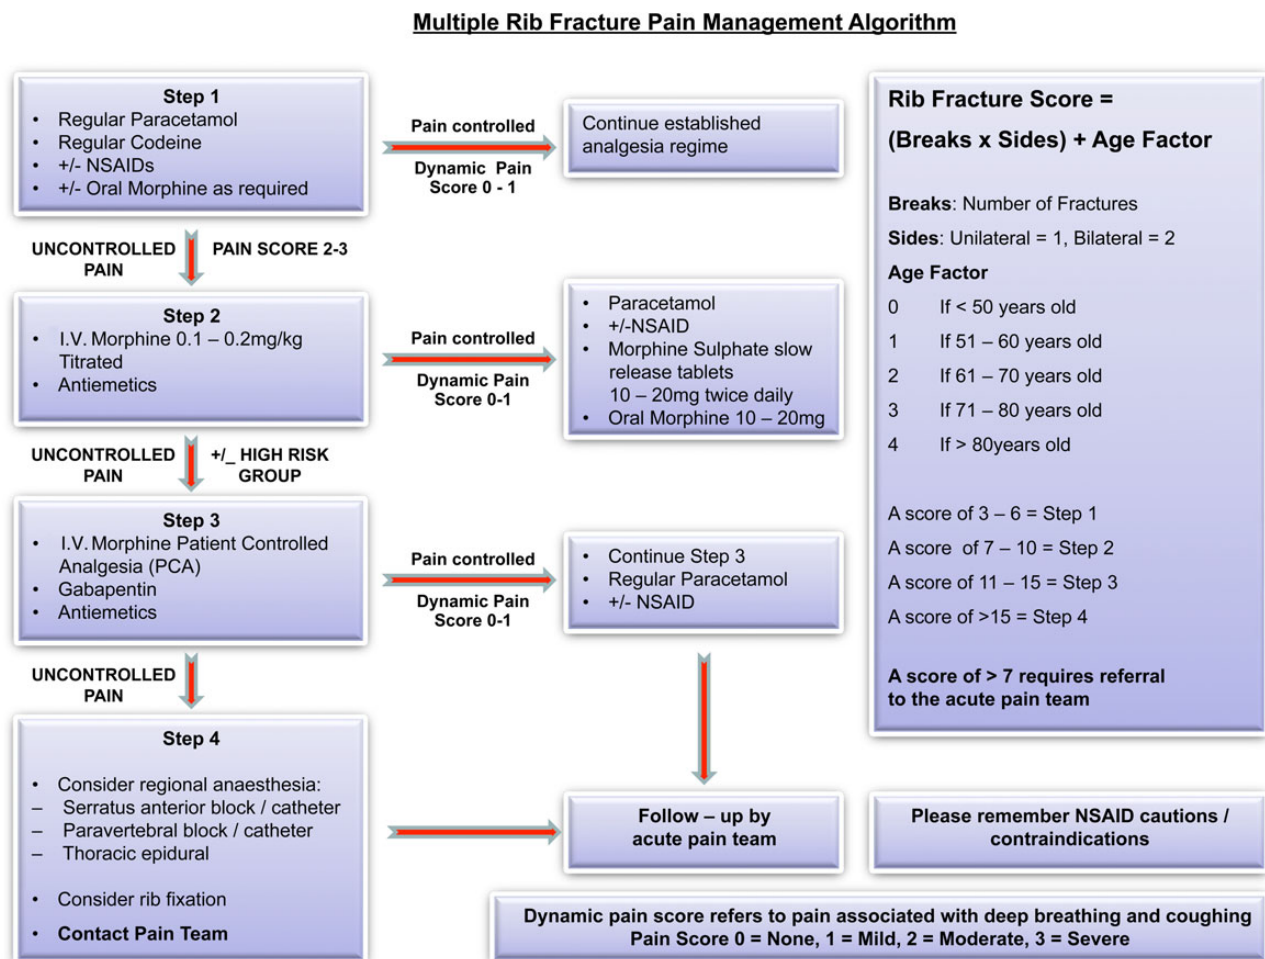 Multiple Rib Fracture Pain Management Algorithm
Step 1
• Regular Paracetamol
• Regular Codeine
• +/- NSAIDs
• +/- Oral Morphine as required
Pain controlled
Dynamic Pain
Score 0 - 1
Continue established
analgesia regime
UNCONTROLLED
PAIN
PAIN SCORE 2-3
Step 2
• I.V. Morphine 0.1 – 0.2mg/kg
Titrated
• Antiemetics
Pain controlled
Dynamic Pain
Score 0-1
• Paracetamol
• +/-NSAID
• Morphine Sulphate slow
release tablets
10 – 20mg twice daily
• Oral Morphine 10 – 20mg
UNCONTROLLED
PAIN
+/_ HIGH RISK
GROUP
Step 3
• I.V. Morphine Patient Controlled
Analgesia (PCA)
• Gabapentin
• Antiemetics
Pain controlled
Dynamic Pain
Score 0-1
• Continue Step 3
• Regular Paracetamol
• +/- NSAID
UNCONTROLLED
PAIN
Step 4
• Consider regional anaesthesia:
– Serratus anterior block / catheter
– Paravertebral block / catheter
– Thoracic epidural
• Consider rib fixation
• Contact Pain Team
Follow – up by
acute pain team
Rib Fracture Score =
(Breaks x Sides) + Age Factor
Breaks: Number of Fractures
Sides: Unilateral = 1, Bilateral = 2
Age Factor
0 If < 50 years old
1 If 51 – 60 years old
2 If 61 – 70 years old
3 If 71 – 80 years old
4 If > 80years old
A score of 3 – 6 = Step 1
A score of 7 – 10 = Step 2
A score of 11 – 15 = Step 3
A score of >15 = Step 4
A score of > 7 requires referral
to the acute pain team
Please remember NSAID cautions /
contraindications
Dynamic pain score refers to pain associated with deep breathing and coughing
Pain Score 0 = None, 1 = Mild, 2 = Moderate, 3 = Severe